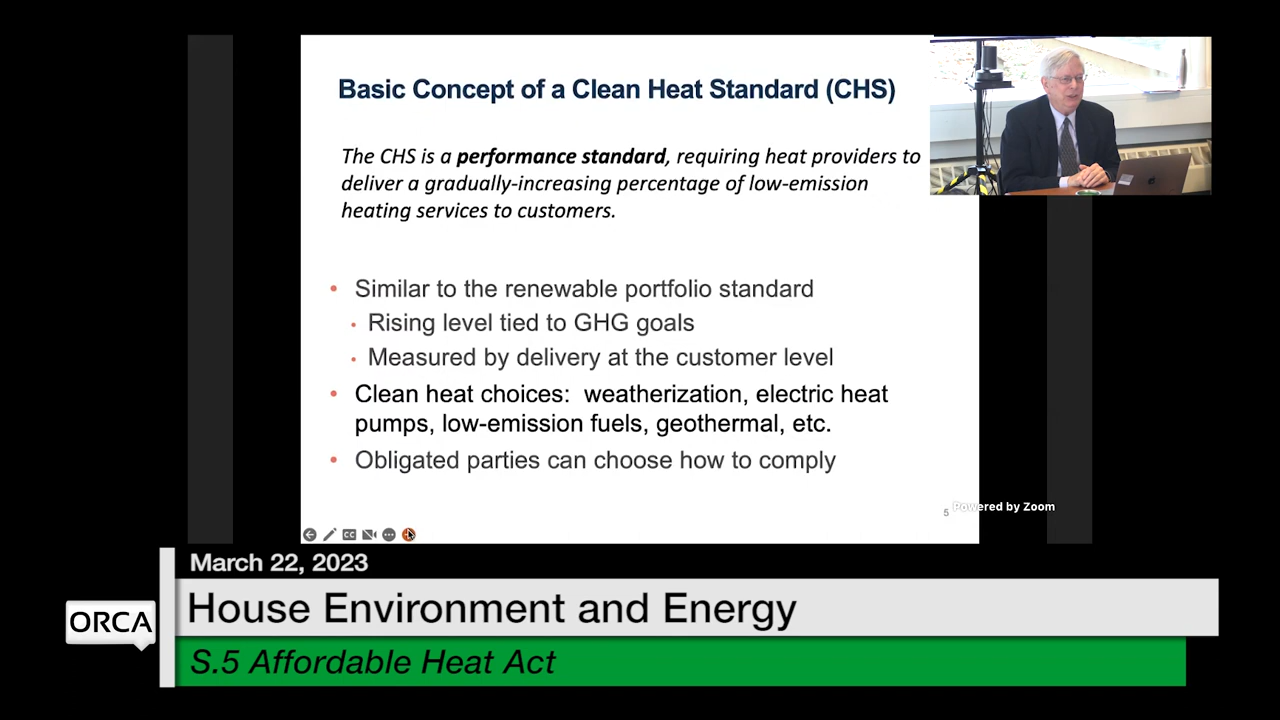 Basic Concept of a Clean Heat Standard (CHS)
The CHS is a performance standard, requiring heat providers to
deliver a gradually-increasing percentage of low-emission
heating services to customers.
• Similar to the renewable portfolio standard
• Rising level tied to GHG goals
• Measured by delivery at the customer level
• Clean heat choices: weatherization, electric heat
pumps, low-emission fuels, geothermal, etc.
• Obligated parties can choose how to comply
5
Powered by Zoom
CC
March 22, 2023
House Environment and Energy
ORCA
S.5 Affordable Heat Act